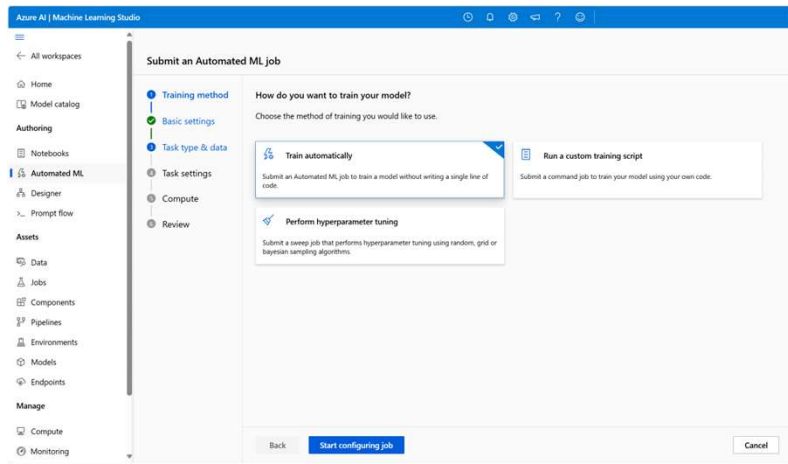 Azure AI | Machine Learning Studio
All workspaces
Home
Model catalog
Authoring
Notebooks
Automated ML
Designer
Prompt flow
Assets
Data
Jobs
Components
Pipelines
Environments
Models
Endpoints
Manage
Compute
Monitoring
Submit an Automated ML job
1 Training method
Basic settings
3 Task type & data
4 Task settings
5 Compute
6 Review
How do you want to train your model?
Choose the method of training you would like to use.
Train automatically
Submit an Automated ML job to train a model without writing a single line of
code.
Run a custom training script
Submit a command job to train your model using your own code.
Perform hyperparameter tuning
Submit a sweep job that performs hyperparameter tuning using random, grid or
bayesian sampling algorithms.
Back
Start configuring job
Cancel